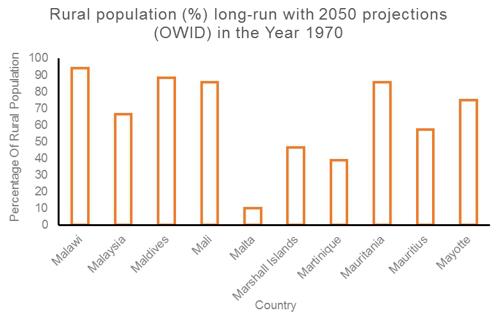 Rural population (%) long-run with 2050 projections
(OWID) in the Year 1970
Percentage Of Rural Population
100
90
80
70
60
50
40
30
20
10
0
Malawi
Malaysia
Maldives
Mali
Malta
Marshall Islands
Martinique
Mauritania
Mauritius
Mayotte
Country